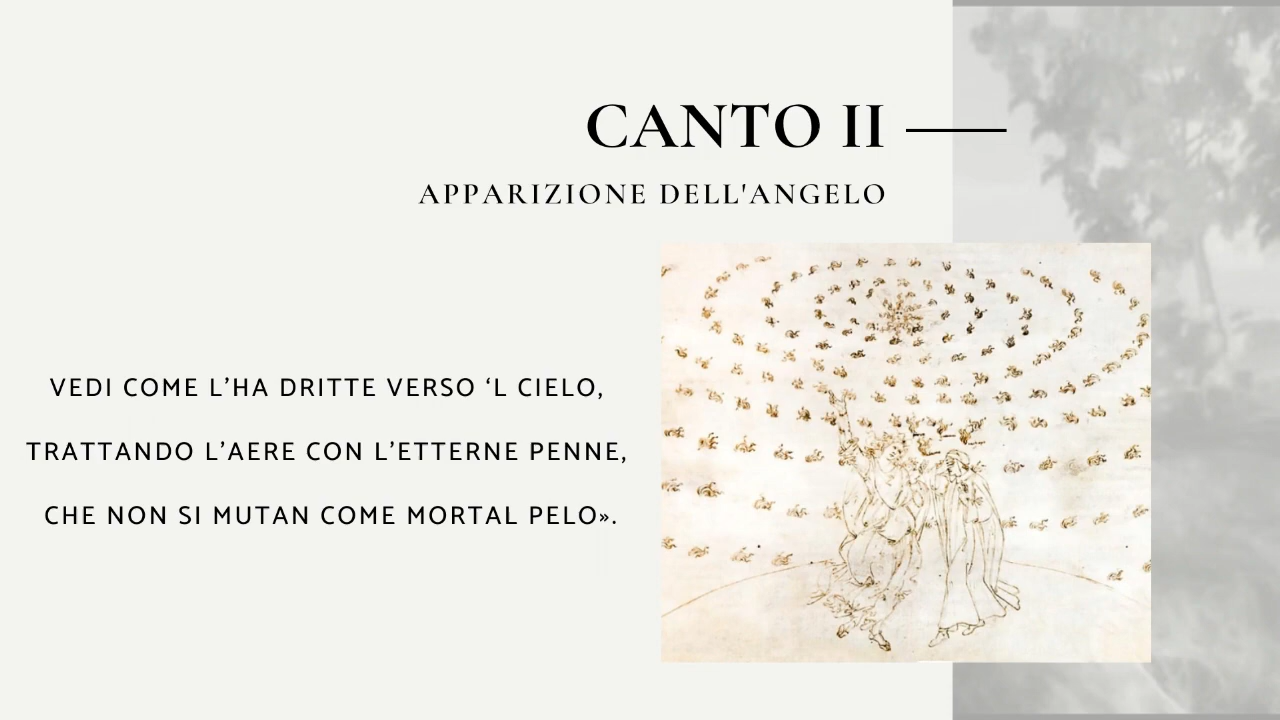 CANTO II
APPARIZIONE DELL'ANGELO
VEDI COME L’HA DRITTE VERSO ‘L CIELO,
TRATTANDO L’AERE CON L’ETTERNE PENNE,
CHE NON SI MUTAN COME MORTAL PELO».